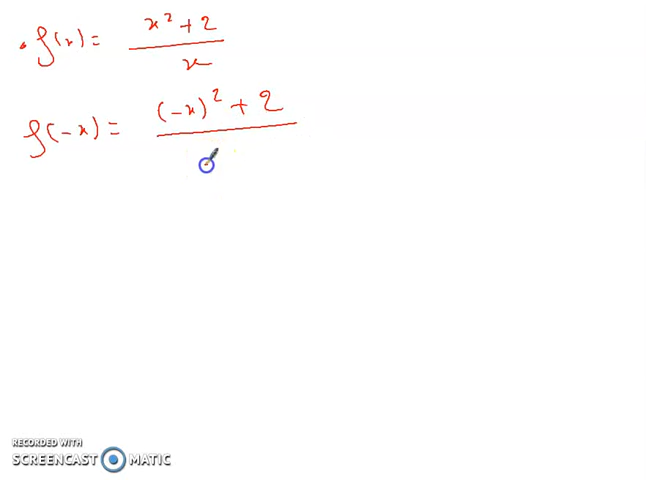 . f(x) = x² + 2 / x
f(-x) = (-x)² + 2
RECORDED WITH
SCREENCAST MATIC